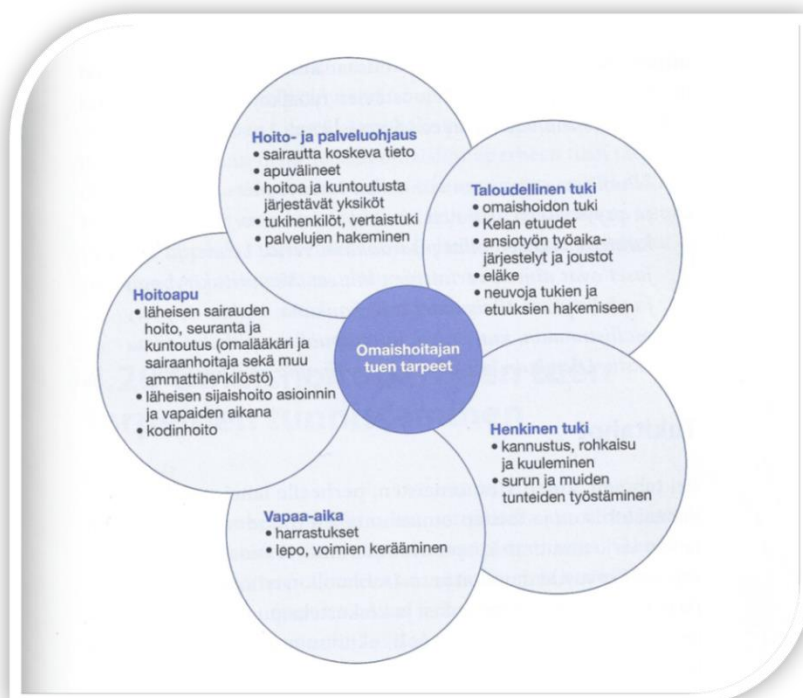 Hoito- ja palveluohjaus
• sairautta koskeva tieto
• apuvälineet
• hoitoa ja kuntoutusta
järjestävät yksiköt
• tukihenkilöt, vertaistuki
• palvelujen hakeminen
Taloudellinen tuki
• omaishoidon tuki
• Kelan etuudet
• ansiotyön työaika-
järjestelyt ja joustot
• eläke
• neuvoja tukien ja
etuuksien hakemiseen
Hoitoapu
• läheisen sairauden
hoito, seuranta ja
kuntoutus (omalääkäri ja
sairaanhoitaja sekä muu
ammattihenkilöstö)
• läheisen sijaishoito asioinnin
ja vapaiden aikana
• kodinhoito
Omaishoitajan
tuen tarpeet
Henkinen tuki
• kannustus, rohkaisu
ja kuuleminen
• surun ja muiden
tunteiden työstäminen
Vapaa-aika
• harrastukset
• lepo, voimien kerääminen